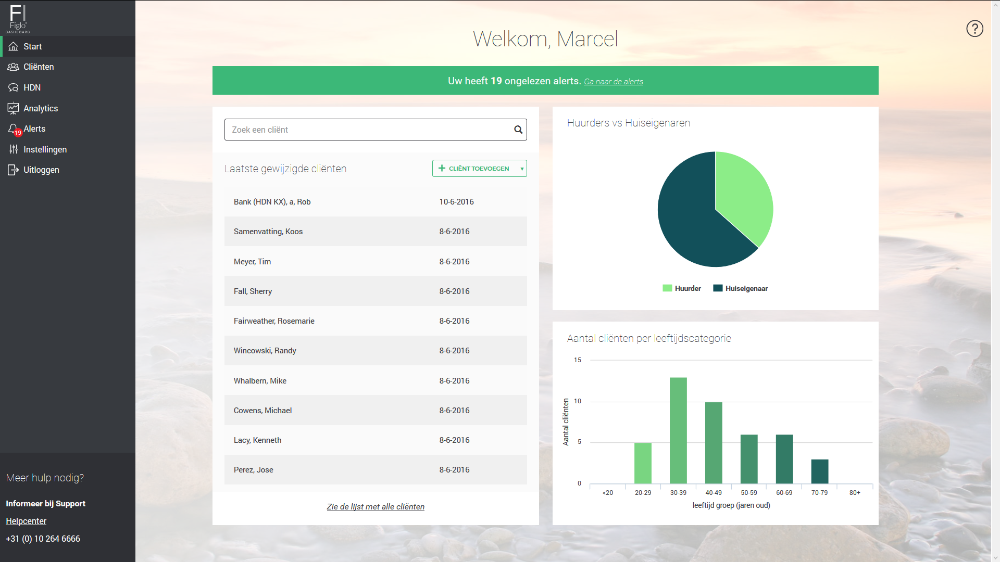 FI
Figlo®
DASHBOARD
Start
Cliënten
HDN
Analytics
19
Alerts
Instellingen
Uitloggen
Meer hulp nodig?
Informeer bij Support
Helpcenter
+31 (0) 10 264 6666
Welkom, Marcel
?
Uw heeft 19 ongelezen alerts. Ga naar de alerts
Zoek een cliënt
Laatste gewijzigde cliënten
CLIËNT TOEVOEGEN
Bank (HDN KX), a, Rob 10-6-2016
Samenvatting, Koos 8-6-2016
Meyer, Tim 8-6-2016
Fall, Sherry 8-6-2016
Fairweather, Rosemarie 8-6-2016
Wincowski, Randy 8-6-2016
Whalbern, Mike 8-6-2016
Cowens, Michael 8-6-2016
Lacy, Kenneth 8-6-2016
Perez, Jose 8-6-2016
Zie de lijst met alle cliënten
Huurders vs Huiseigenaren
Huurder Huiseigenaar
Aantal cliënten per leeftijdscategorie
Aantal cliënten
15
10
5
0
<20 20-29 30-39 40-49 50-59 60-69 70-79 80+
leeftijd groep (jaren oud)